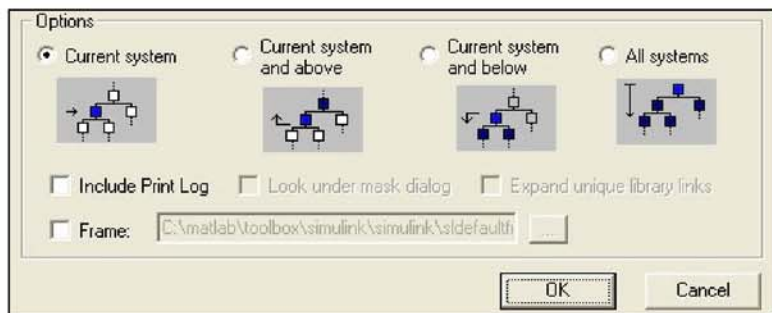 Options
Current system
Current system
and above
Current system
and below
All systems
Include Print Log
Look under mask dialog
Expand unique library links
Frame:
C:\matlab\toolbox\simulink\simulink\sldefaultf
...
OK
Cancel